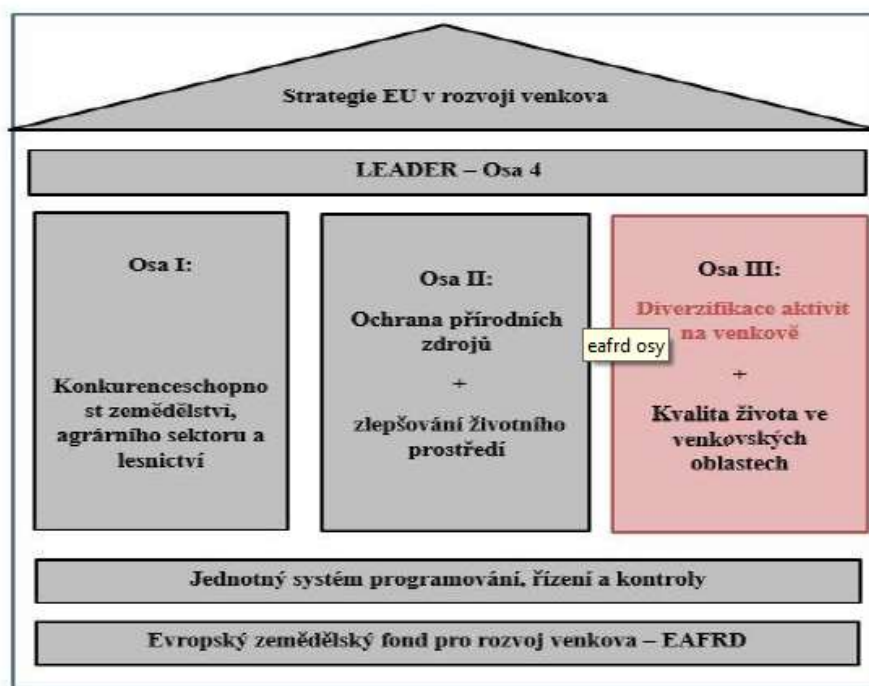 Strategie EU v rozvoji venkova
LEADER – Osa 4
Osa I:
Konkurenceschopno
st zemědělství,
agrárního sektoru a
lesnictví
Osa II:
Ochrana přírodních
zdrojů
+
zlepšování životního
prostředí
eafrd osy
Osa III:
Diverzifikace aktivit
na venkově
+
Kvalita života ve
venkovských
oblastech
Jednotný systém programování, řízení a kontroly
Evropský zemědělský fond pro rozvoj venkova – EAFRD